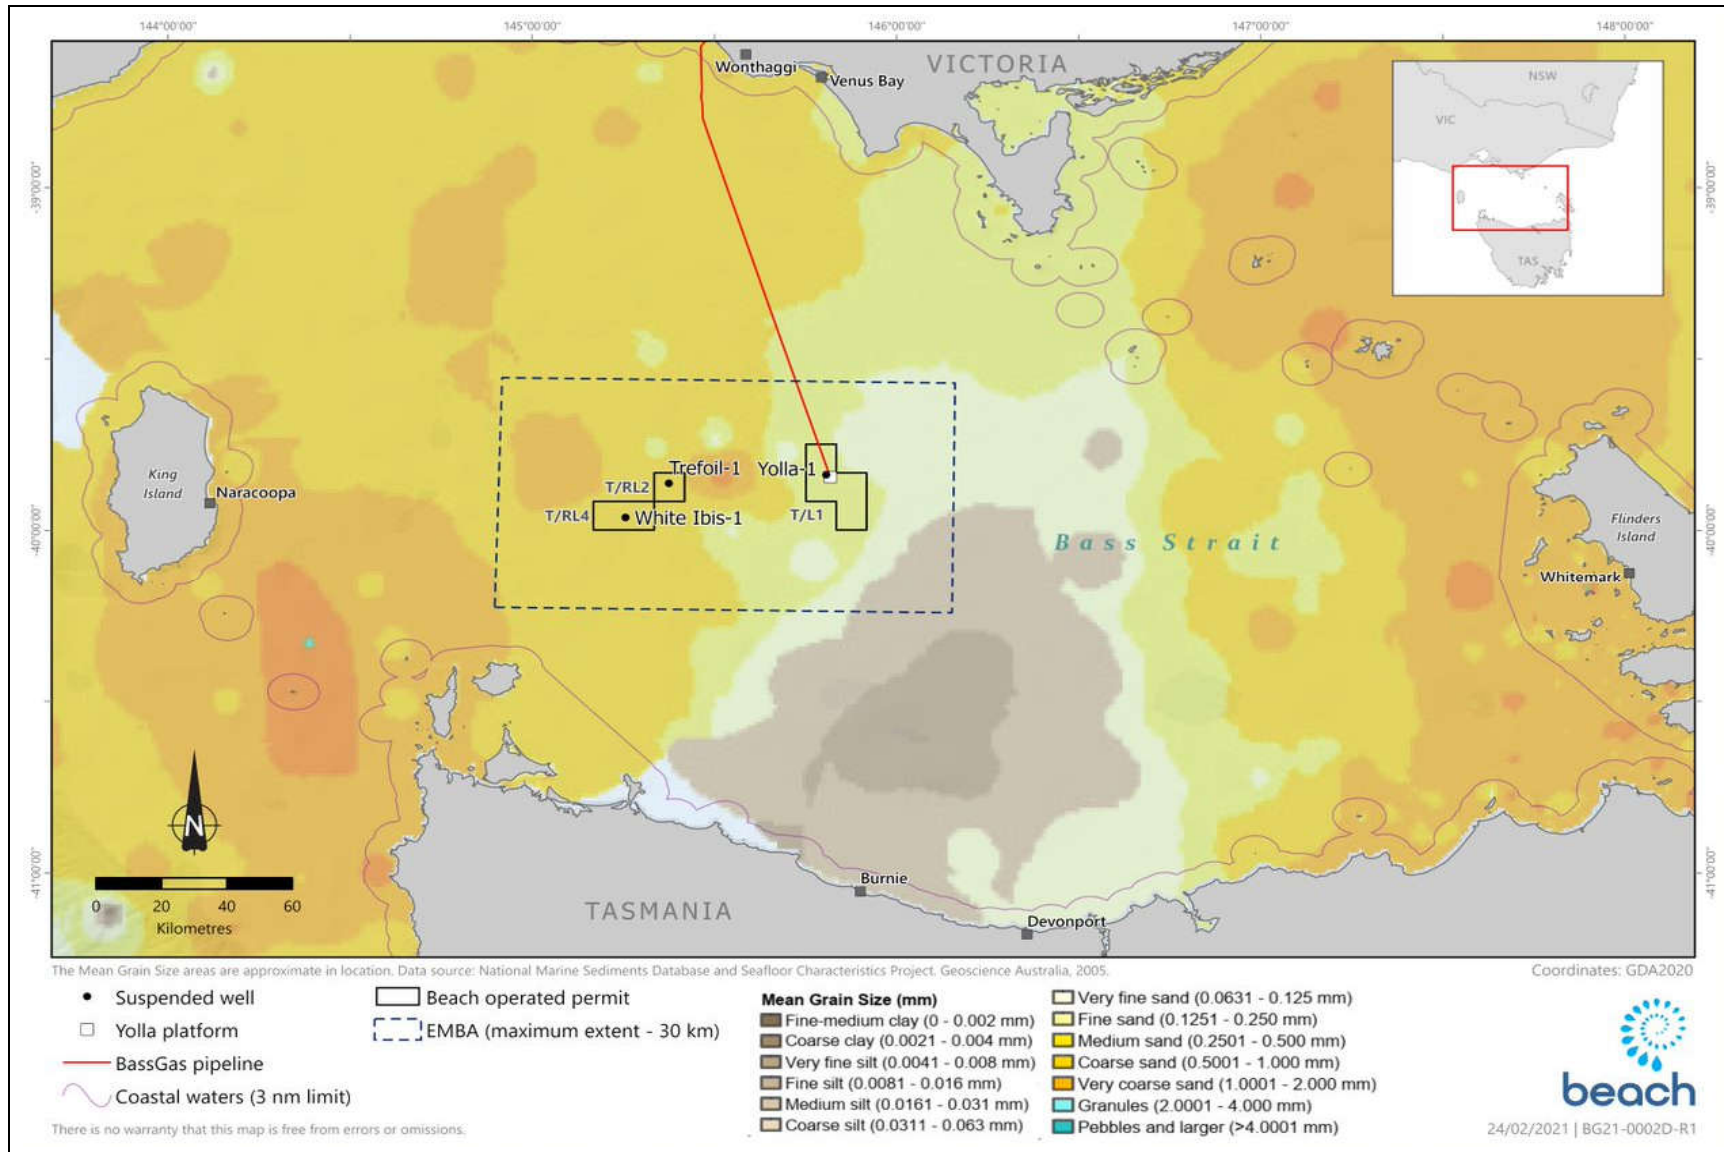 144°00'00" 145°00'00" 146°00'00" 147°00'00" 148°00'00"
Wonthaggi
VICTORIA
Venus Bay
NSW
VIC
TAS
-39°00'00" -39°00'00"
King
Island
Naracoopa
Trefoil-1
Yolla-1
T/RL2
T/RL4
White Ibis-1
T/L1
Bass Strait
Flinders
Island
Whitemark
-40°00'00" -40°00'00"
N
-41°00'00" -41°00'00"
0 20 40 60
Kilometres
Burnie
TASMANIA
Devonport
The Mean Grain Size areas are approximate in location. Data source: National Marine Sediments Database and Seafloor Characteristics Project. Geoscience Australia, 2005.
Coordinates: GDA2020
Suspended well
Yolla platform
BassGas pipeline
Coastal waters (3 nm limit)
Beach operated permit
EMBA (maximum extent - 30 km)
Mean Grain Size (mm)
Fine-medium clay (0 - 0.002 mm)
Coarse clay (0.0021 - 0.004 mm)
Very fine silt (0.0041 - 0.008 mm)
Fine silt (0.0081 - 0.016 mm)
Medium silt (0.0161 - 0.031 mm)
Coarse silt (0.0311 - 0.063 mm)
Very fine sand (0.0631 - 0.125 mm)
Fine sand (0.1251 - 0.250 mm)
Medium sand (0.2501 - 0.500 mm)
Coarse sand (0.5001 - 1.000 mm)
Very coarse sand (1.0001 - 2.000 mm)
Granules (2.0001 - 4.000 mm)
Pebbles and larger (>4.0001 mm)
beach
There is no warranty that this map is free from errors or omissions.
24/02/2021 | BG21-0002D-R1